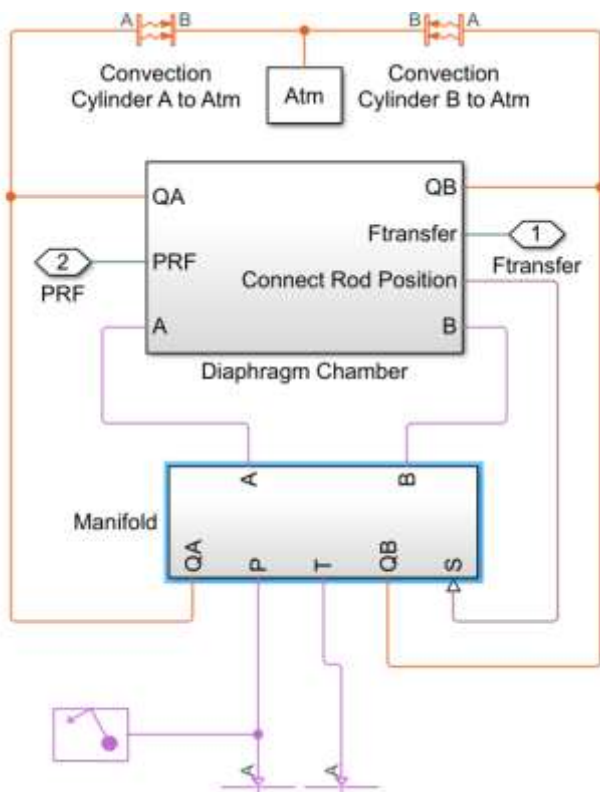 A B
B A
Convection
Cylinder A to Atm
Atm
Convection
Cylinder B to Atm
QA
QB
Ftransfer
1
Ftransfer
2
PRF
PRF
Connect Rod Position
A
B
Diaphragm Chamber
A
B
Manifold
QA
P
T
QB
S
A
A